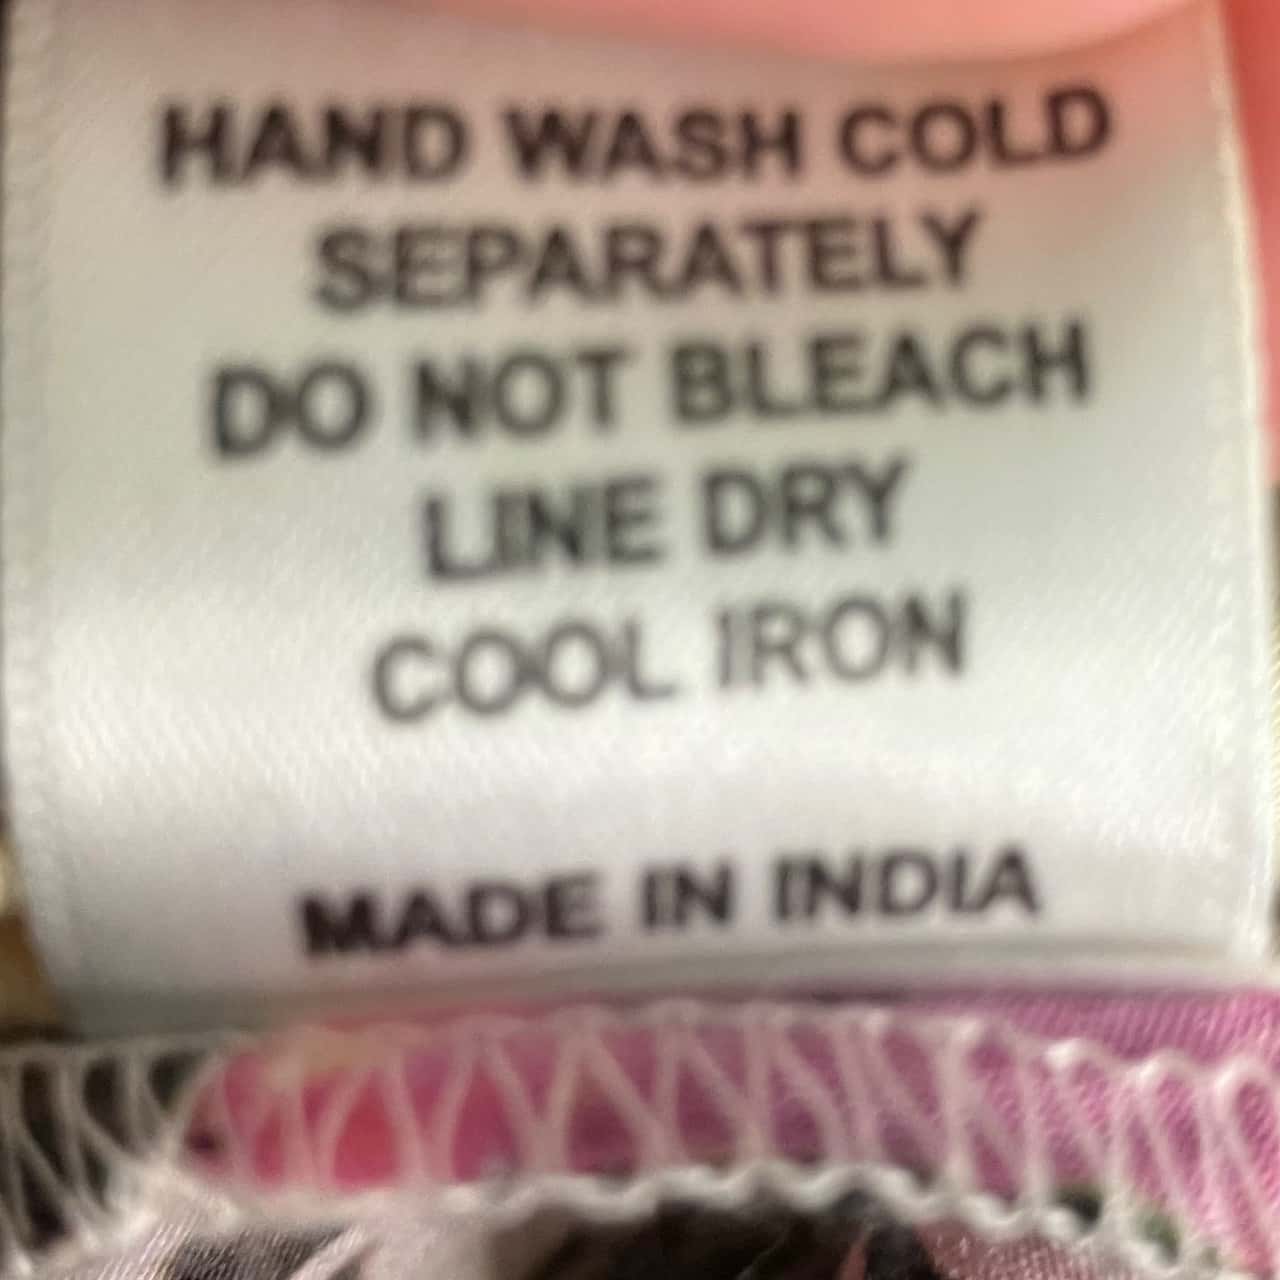 HAND WASH COLD
SEPARATELY
DO NOT BLEACH
LINE DRY
COOL IRON
MADE IN INDIA